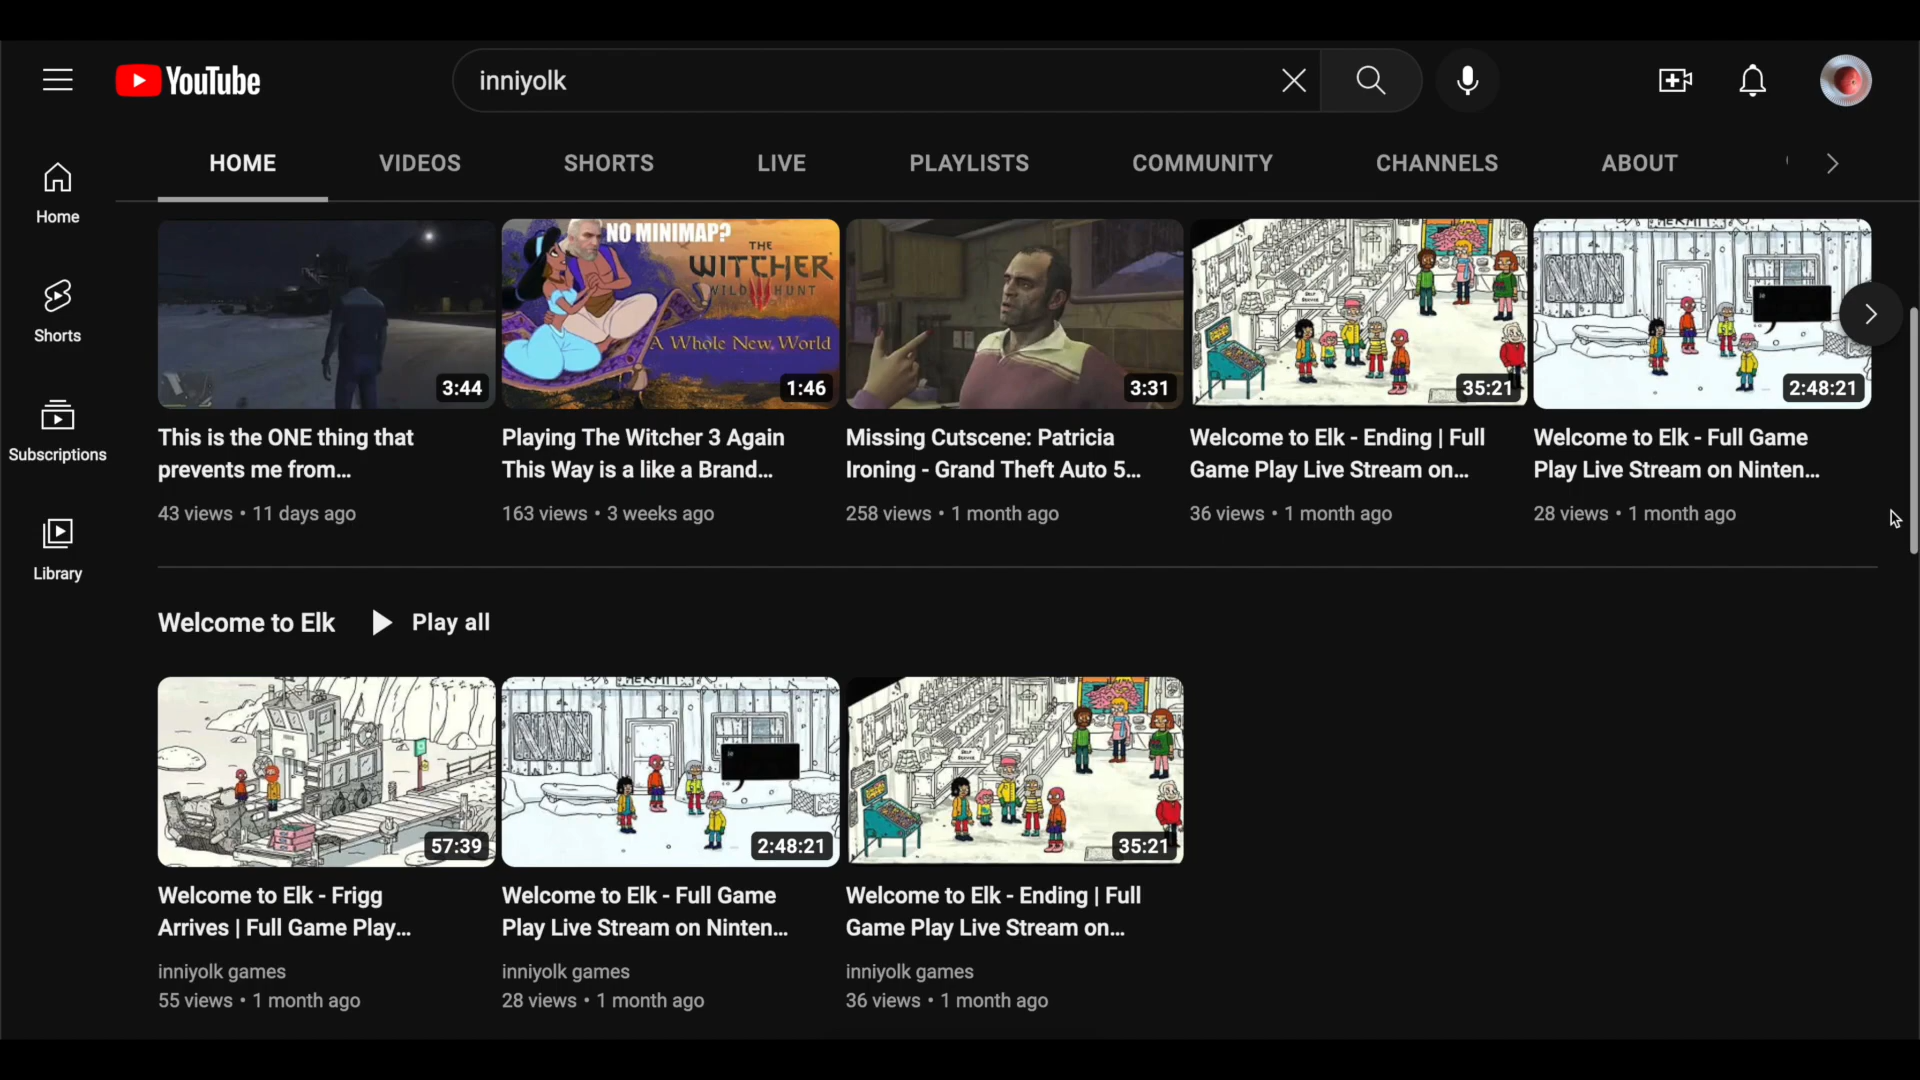 YouTube
inniyolk
HOME
VIDEOS
SHORTS
LIVE
PLAYLISTS
COMMUNITY
CHANNELS
ABOUT
Home
Shorts
Subscriptions
Library
3:44
NO MINIMAP?
THE
WITCHER
WILD HUNT
A Whole New World
1:46
3:31
35:21
HERMIT
2:48:21
This is the ONE thing that
prevents me from...
43 views • 11 days ago
Playing The Witcher 3 Again
This Way is a like a Brand...
163 views • 3 weeks ago
Missing Cutscene: Patricia
Ironing - Grand Theft Auto 5...
258 views • 1 month ago
Welcome to Elk - Ending | Full
Game Play Live Stream on...
36 views • 1 month ago
Welcome to Elk - Full Game
Play Live Stream on Ninten...
28 views • 1 month ago
Welcome to Elk
Play all
57:39
HERMIT
2:48:21
35:21
Welcome to Elk - Frigg
Arrives | Full Game Play...
inniyolk games
55 views • 1 month ago
Welcome to Elk - Full Game
Play Live Stream on Ninten...
inniyolk games
28 views • 1 month ago
Welcome to Elk - Ending | Full
Game Play Live Stream on...
inniyolk games
36 views • 1 month ago